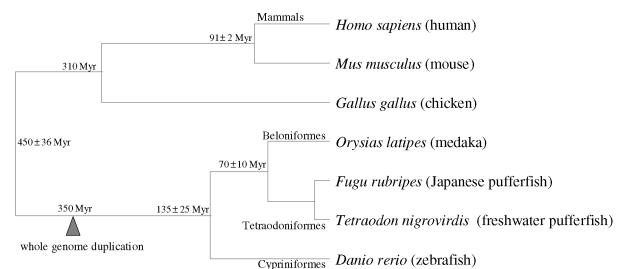 Mammals
Homo sapiens (human)
91± 2 Myr
Mus musculus (mouse)
310 Myr
Gallus gallus (chicken)
450±36 Myr
Beloniformes
Orysias latipes (medaka)
70±10 Myr
Fugu rubripes (Japanese pufferfish)
350 Myr
135±25 Myr
Tetraodon nigrovirdis (freshwater pufferfish)
Tetraodoniformes
whole genome duplication
Danio rerio (zebrafish)
Cypriniformes